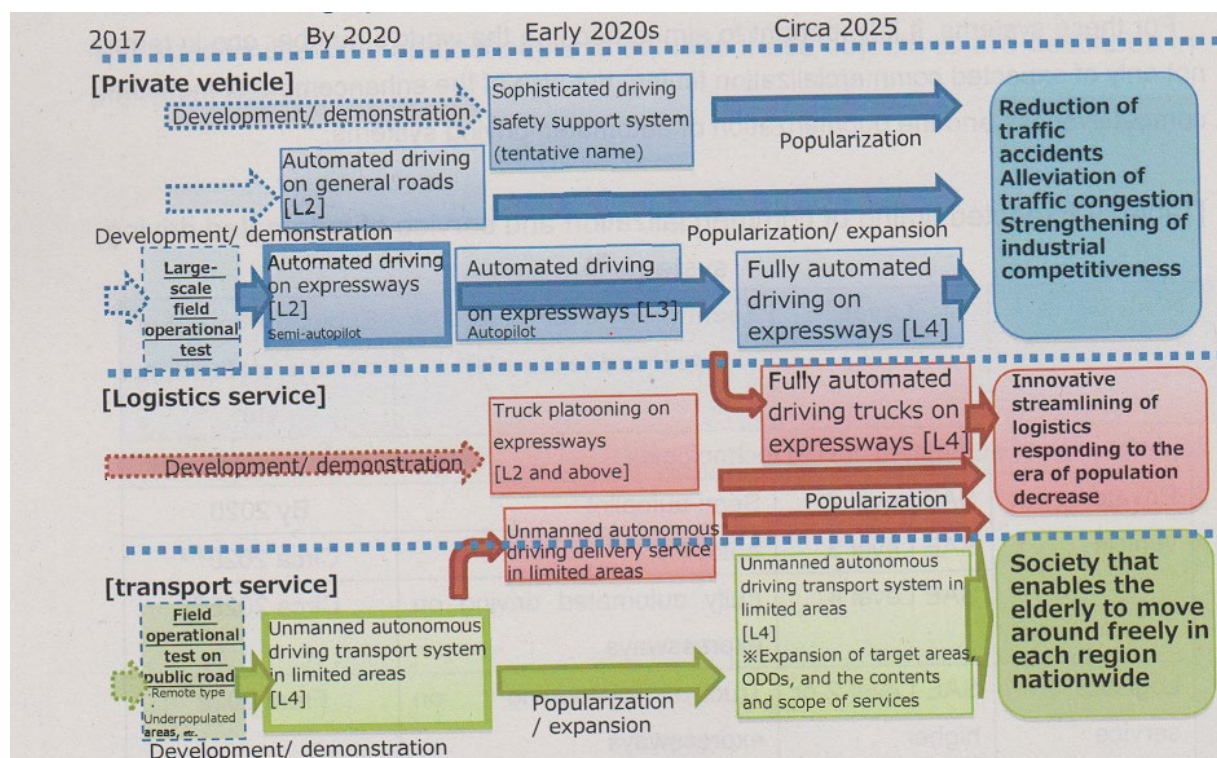 2017
By 2020
Early 2020s
Circa 2025
[Private vehicle]
Development/ demonstration
Sophisticated driving
safety support system
(tentative name)
Popularization
Automated driving
on general roads
[L2]
Development/ demonstration
Popularization/ expansion
Large-
scale
field
operational
test
Automated driving
on expressways
[L2]
Semi-autopilot
Automated driving
on expressways [L3]
Autopilot
Fully automated
driving on
expressways [L4]
Reduction of
traffic
accidents
Alleviation of
traffic congestion
Strengthening of
industrial
competitiveness
[Logistics service]
Development/ demonstration
Truck platooning on
expressways
[L2 and above]
Fully automated
driving trucks on
expressways [L4]
Popularization
Unmanned autonomous
driving delivery service
in limited areas
Innovative
streamlining of
logistics
responding to the
era of population
decrease
[transport service]
Field
operational
test on
public road
Remote type
Underpopulated
areas, etc.
Development/ demonstration
Unmanned autonomous
driving transport system
in limited areas
[L4]
Popularization
/ expansion
Unmanned autonomous
driving transport system in
limited areas
[L4]
※Expansion of target areas,
ODDs, and the contents
and scope of services
Society that
enables the
elderly to move
around freely in
each region
nationwide